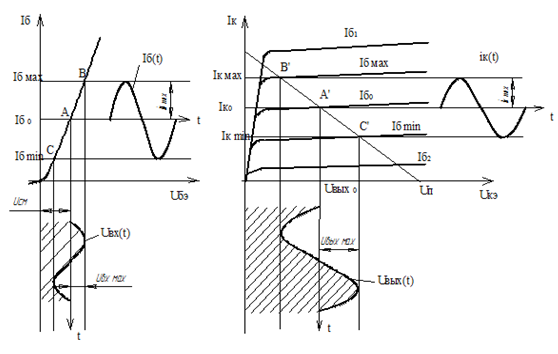 Iб
B
Iб(t)
Iб max
A
Iб 0
t
C
Iб min
Uбэ
Uсм
Uвх(t)
Uвх max
t
Iк
Iб1
B'
Iб max
iк(t)
Iк max
A'
Iб0
Iк0
t
C'
Iб min
Iк min
Iб2
Uвых 0
Uп
Uкэ
Uвых max
Uвых(t)
t